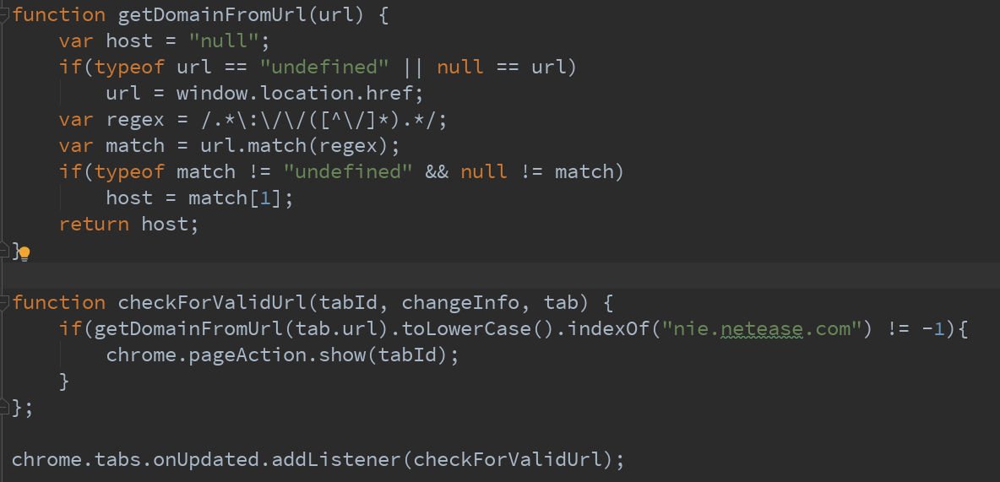 function getDomainFromUrl(url) {
    var host = "null";
    if(typeof url == "undefined" || null == url)
        url = window.location.href;
    var regex = /.*\:\/\/([^\/]*).*/;
    var match = url.match(regex);
    if(typeof match != "undefined" && null != match)
        host = match[1];
    return host;
}
function checkForValidUrl(tabId, changeInfo, tab) {
    if(getDomainFromUrl(tab.url).toLowerCase().indexOf("nie.netease.com") != -1){
        chrome.pageAction.show(tabId);
    }
};
chrome.tabs.onUpdated.addListener(checkForValidUrl);